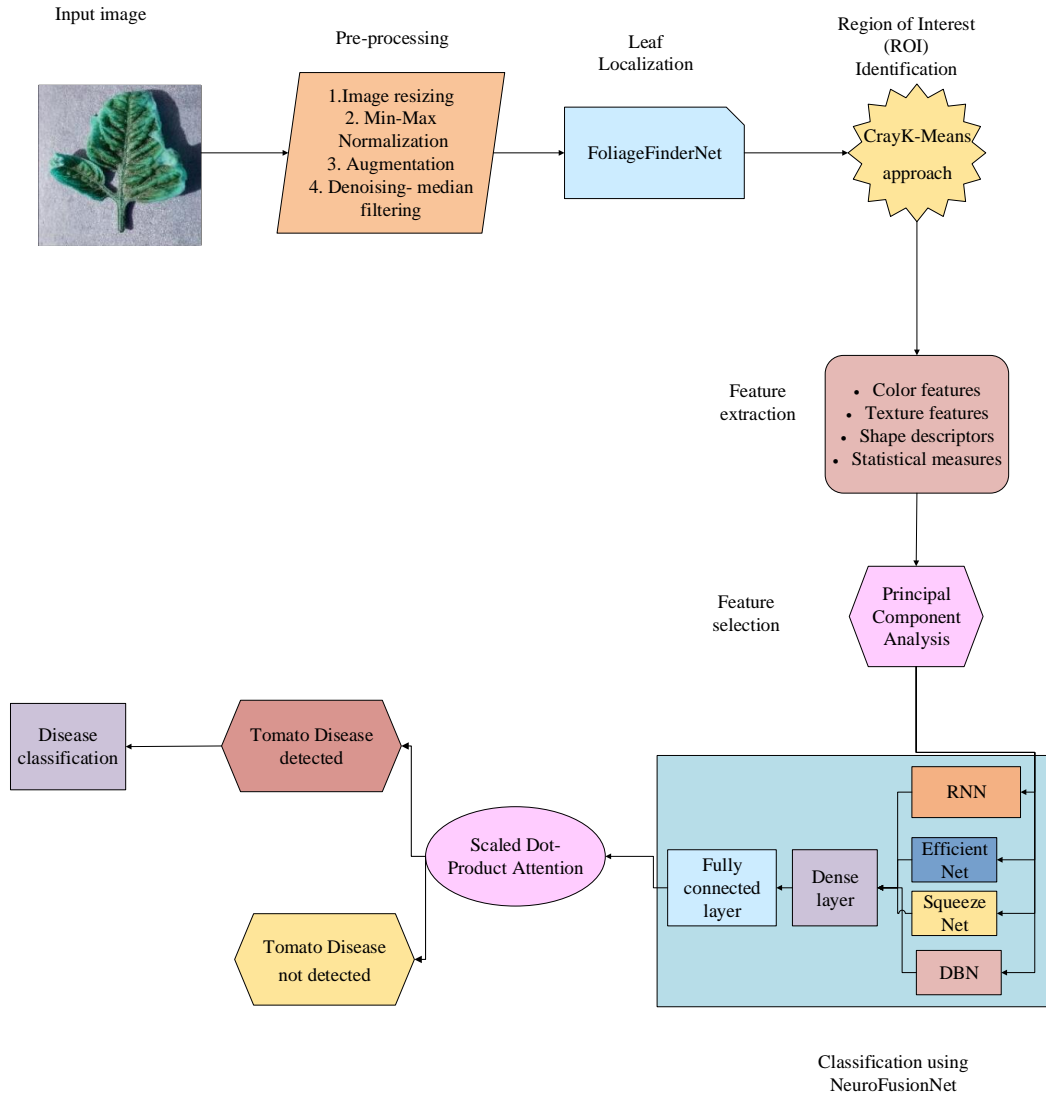 Input image
Pre-processing
1.Image resizing
2. Min-Max
Normalization
3. Augmentation
4. Denoising- median
filtering
Leaf
Localization
FoliageFinderNet
Region of Interest
(ROI)
Identification
CrayK-Means
approach
Feature
extraction
• Color features
• Texture features
• Shape descriptors
• Statistical measures
Feature
selection
Principal
Component
Analysis
RNN
Efficient
Net
Squeeze
Net
DBN
Dense
layer
Fully
connected
layer
Scaled Dot-
Product Attention
Tomato Disease
detected
Disease
classification
Tomato Disease
not detected
Classification using
NeuroFusionNet